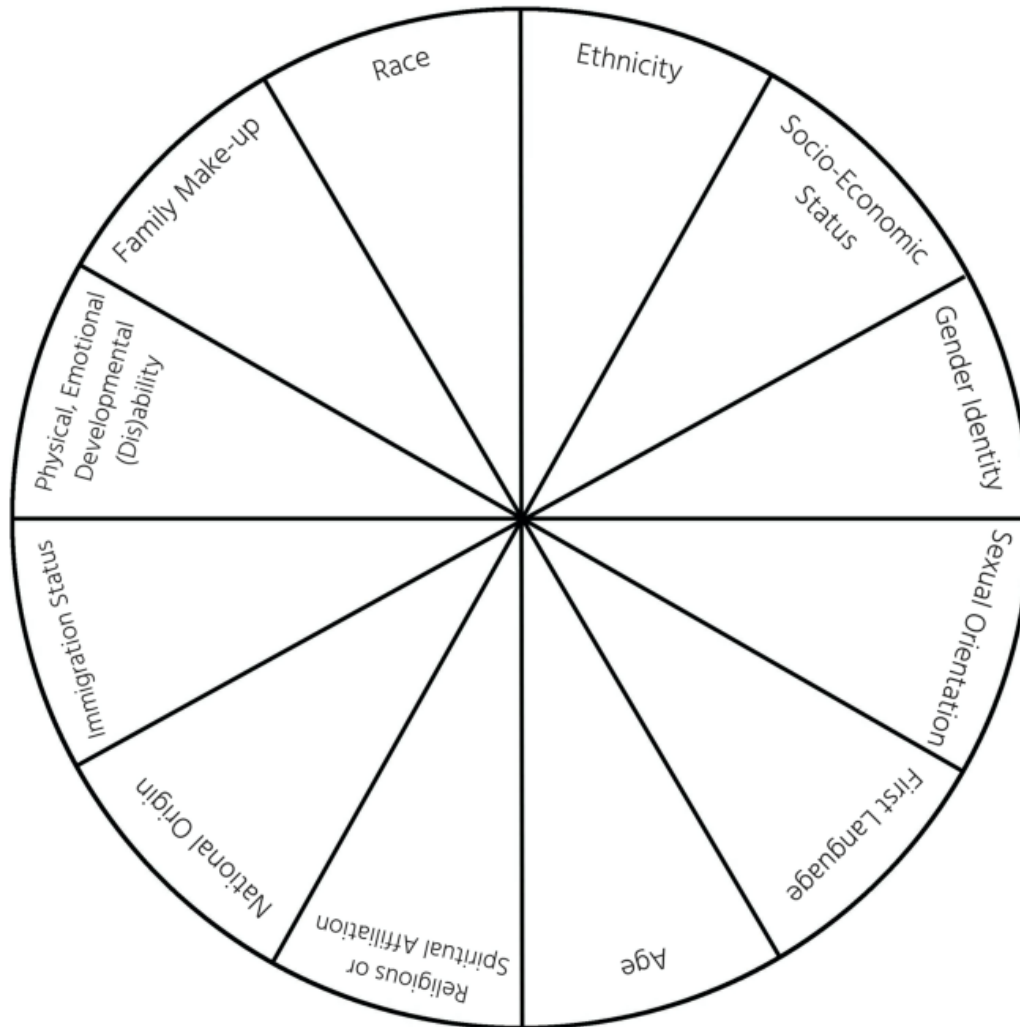 Ethnicity
Socio-Economic
Status
Gender Identity
Sexual Orientation
First Language
Age
Religious or
Spiritual Affiliation
National Origin
Immigration Status
Physical, Emotional
Developmental
(Dis)ability
Family Make-up
Race